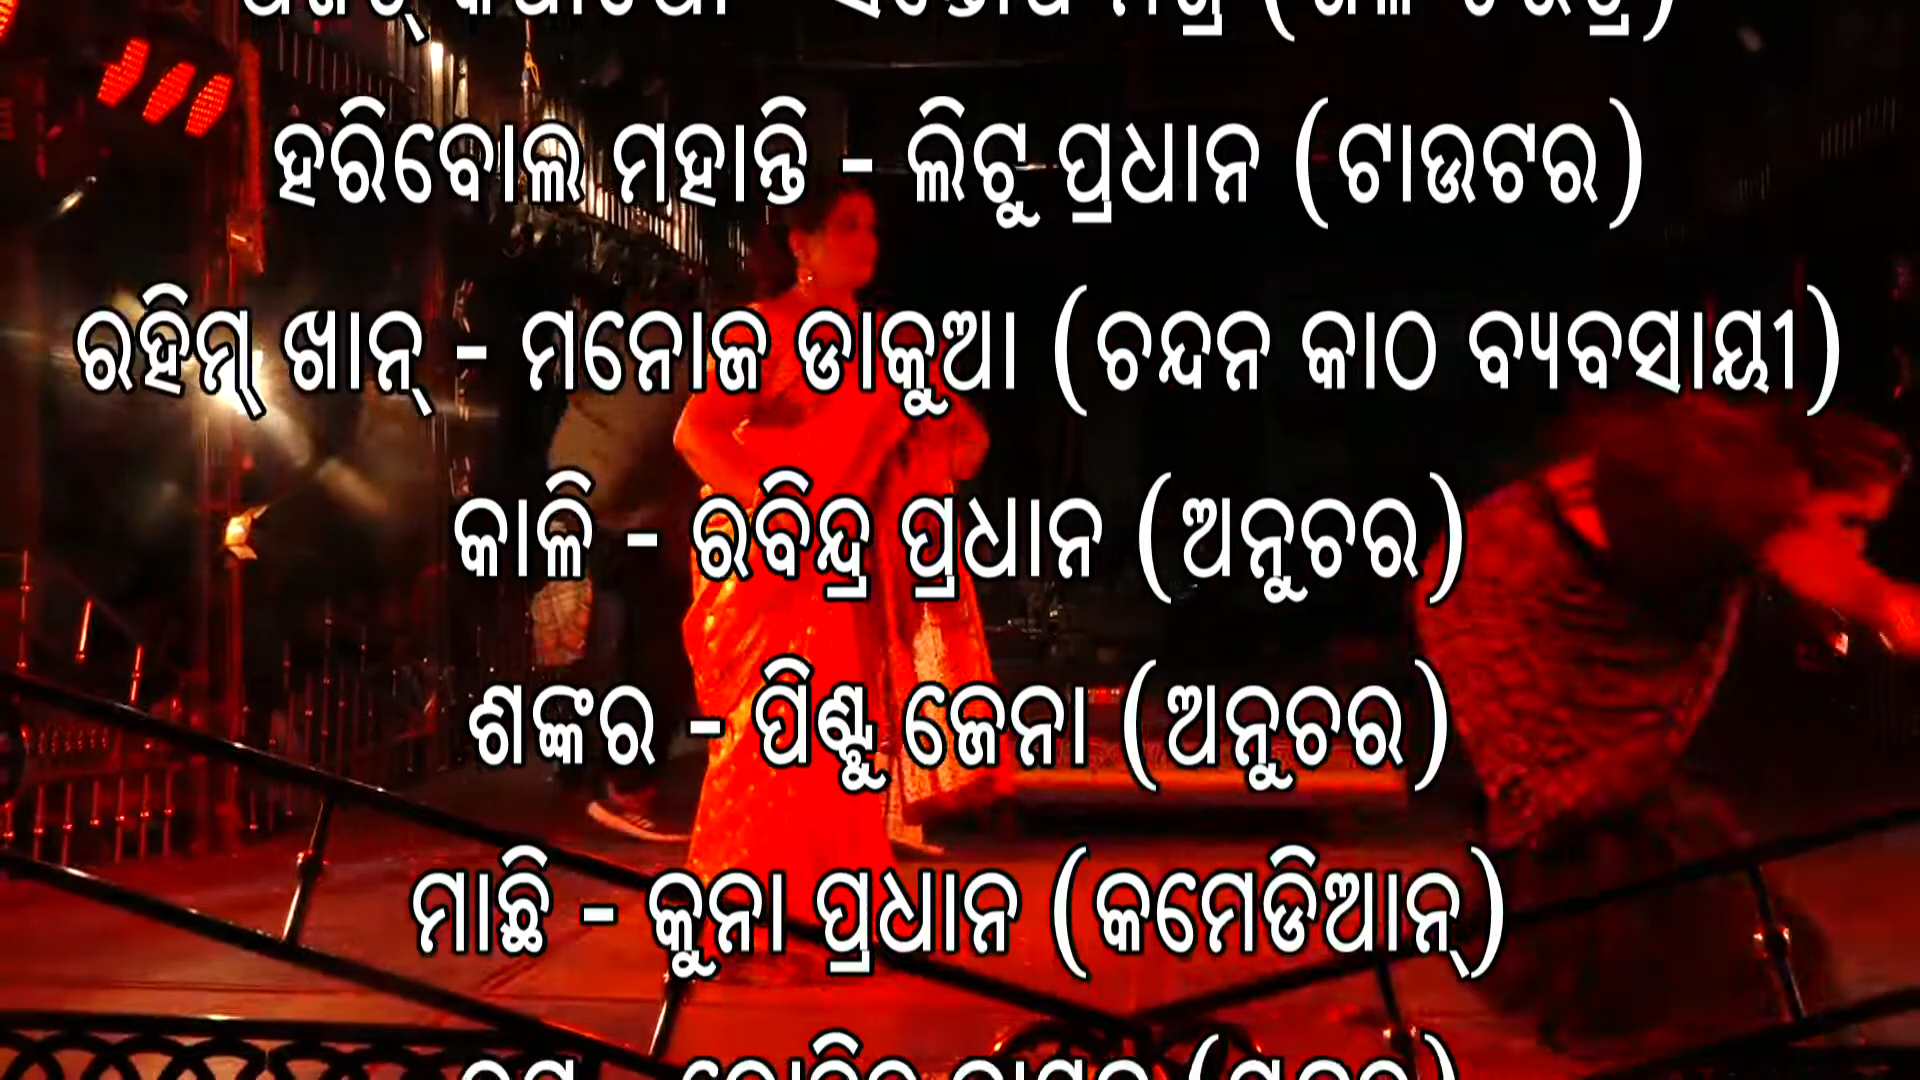 ହରିବୋଲ ମହାନ୍ତି - ଲିଟୁ ପ୍ରଧାନ (ଟାଉଟର)
ରହିମ୍ଭ୍ ଖାନ୍ - ମନୋଜ ଡାକୁଆ (ଚନ୍ଦନ କାଠ ବ୍ୟବସାୟୀ)
କାଳି - ରବିନ୍ଦ୍ର ପ୍ରଧାନ (ଅନୁଚର)
ଶଙ୍କର - ପିଣ୍ଟୁ ଜେନା (ଅନୁଚର)
ମାଛି - କୁନା ପ୍ରଧାନ (କମେଡିଆନ୍)